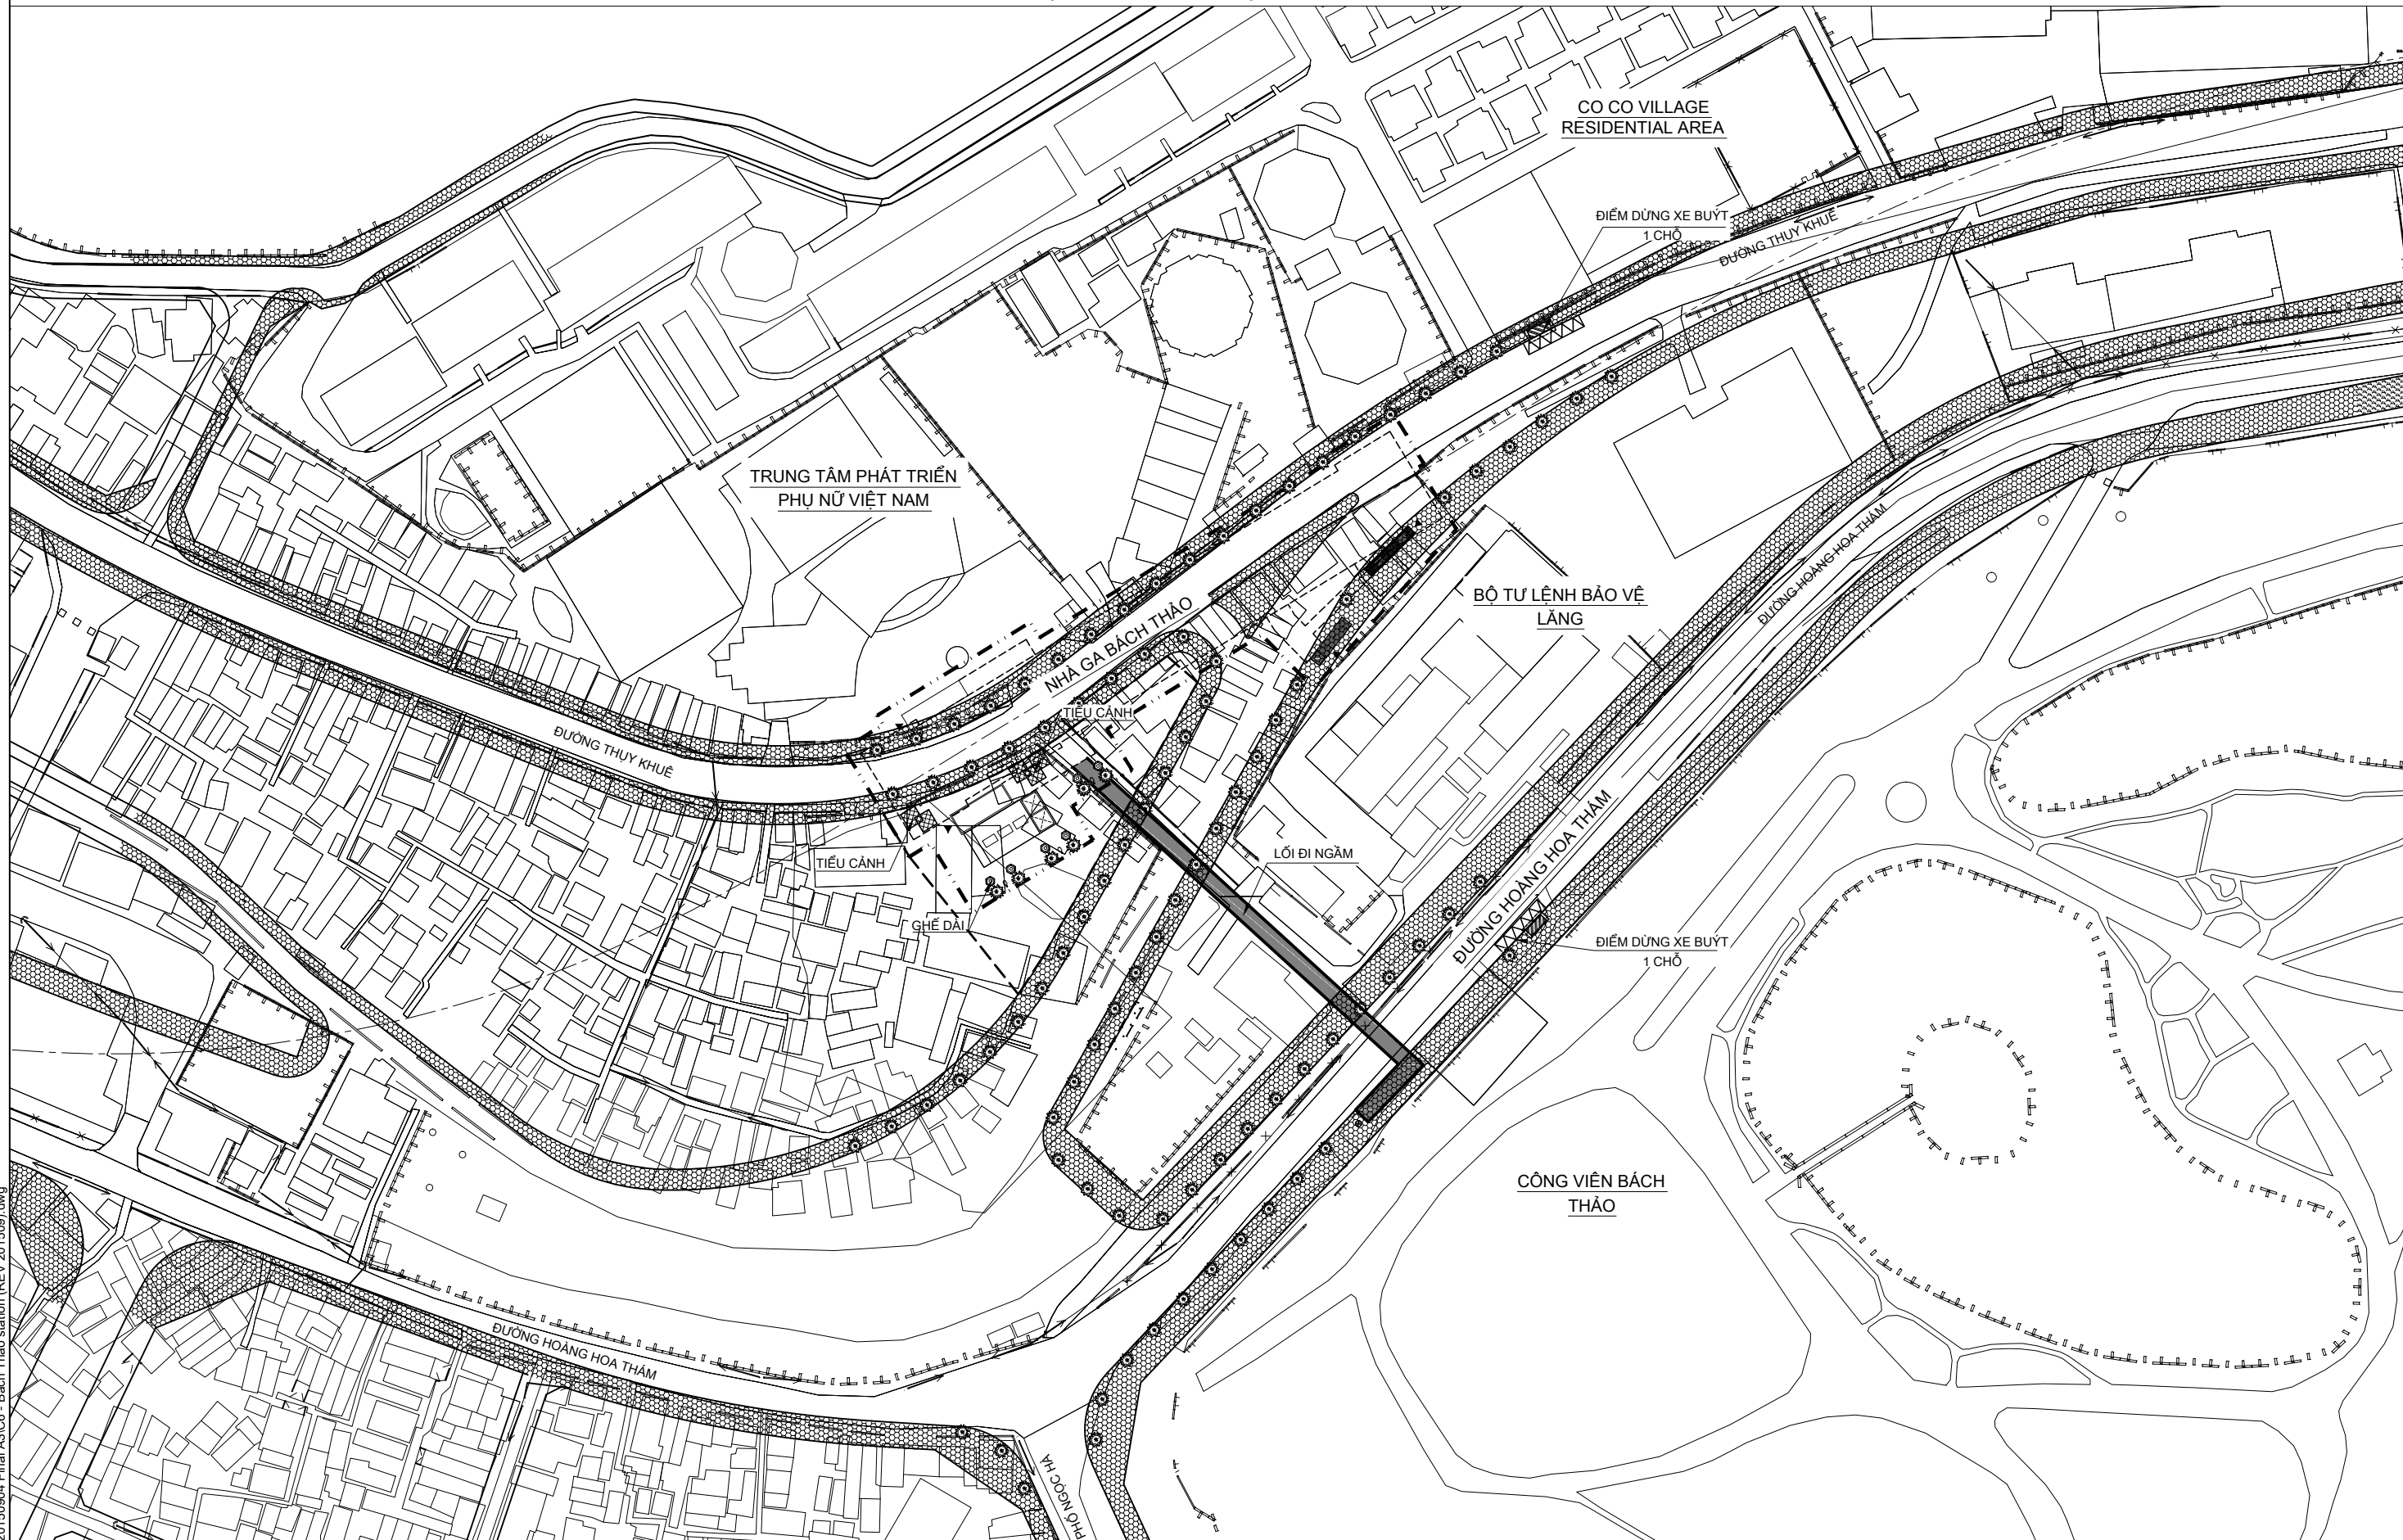 CO CO VILLAGE
RESIDENTIAL AREA
ĐIỂM DỪNG XE BUÝT
1 CHỖ
ĐƯỜNG THỤY KHUÊ
TRUNG TÂM PHÁT TRIỂN
PHỤ NỮ VIỆT NAM
ĐƯỜNG HOÀNG HOA THÁM
BỘ TƯ LỆNH BẢO VỆ
LĂNG
NHÀ GA BÁCH THẢO
TIỂU CẢNH
ĐƯỜNG THỤY KHUÊ
ĐƯỜNG HOÀNG HOA THÁM
TIỂU CẢNH
LỐI ĐI NGẦM
GHẾ DÀI
ĐIỂM DỪNG XE BUÝT
1 CHỖ
CÔNG VIÊN BÁCH
THẢO
ĐƯỜNG HOÀNG HOA THÁM
PHỐ NGỌC HÀ